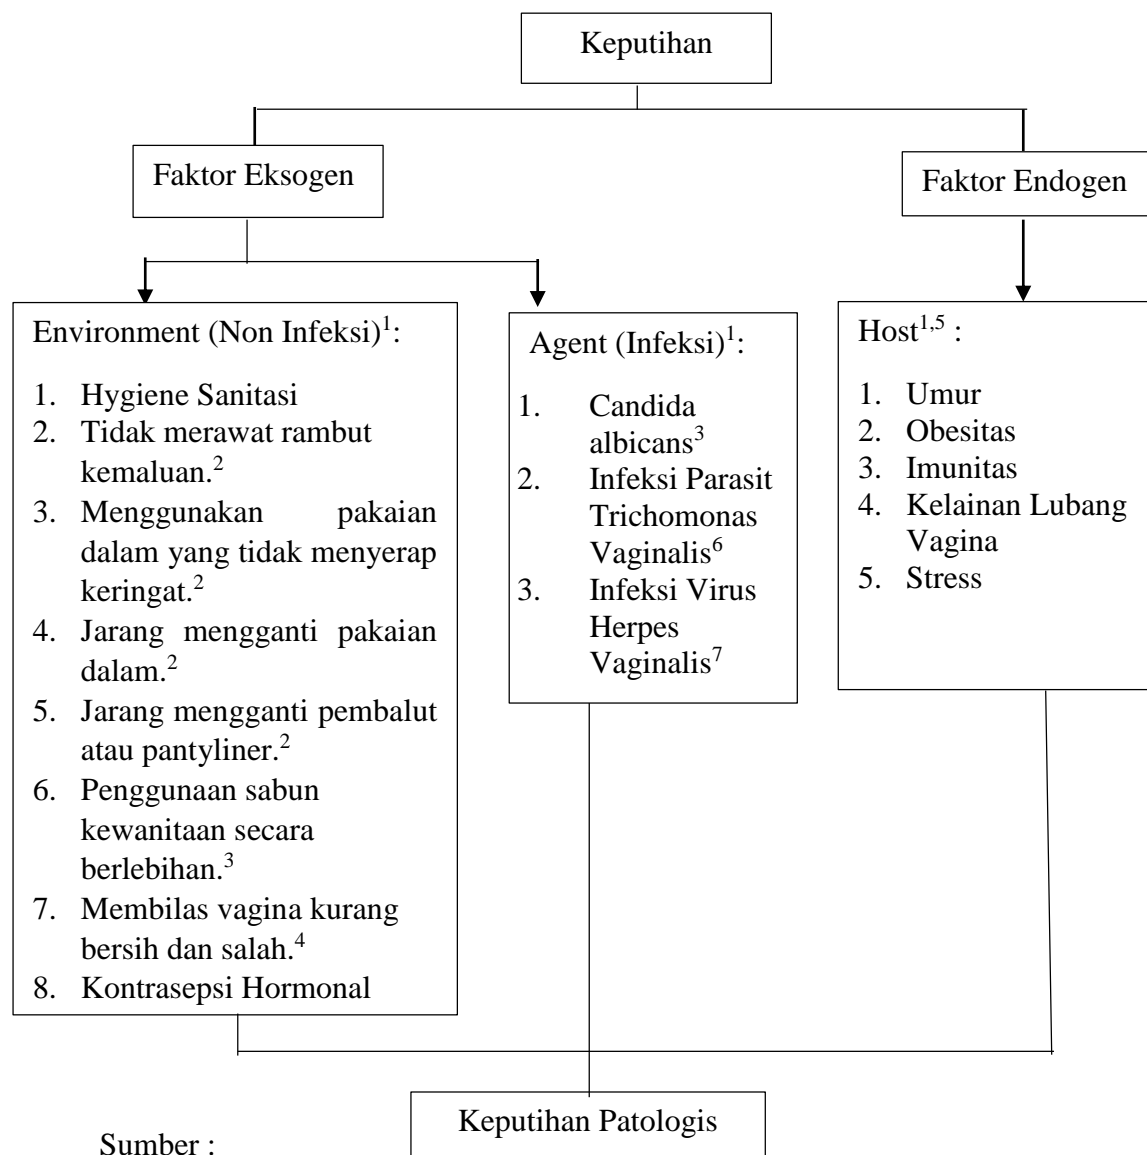 Keputihan
Faktor Eksogen
Faktor Endogen
Environment (Non Infeksi)1:
1. Hygiene Sanitasi
2. Tidak merawat rambut
kemaluan.2
3. Menggunakan pakaian
dalam yang tidak menyerap
keringat.2
4. Jarang mengganti pakaian
dalam.2
5. Jarang mengganti pembalut
atau pantyliner.2
6. Penggunaan sabun
kewanitaan secara
berlebihan.3
7. Membilas vagina kurang
bersih dan salah.4
8. Kontrasepsi Hormonal
Agent (Infeksi)1:
1. Candida
albicans3
2. Infeksi Parasit
Trichomonas
Vaginalis6
3. Infeksi Virus
Herpes
Vaginalis7
Host1,5 :
1. Umur
2. Obesitas
3. Imunitas
4. Kelainan Lubang
Vagina
5. Stress
Keputihan Patologis
Sumber :